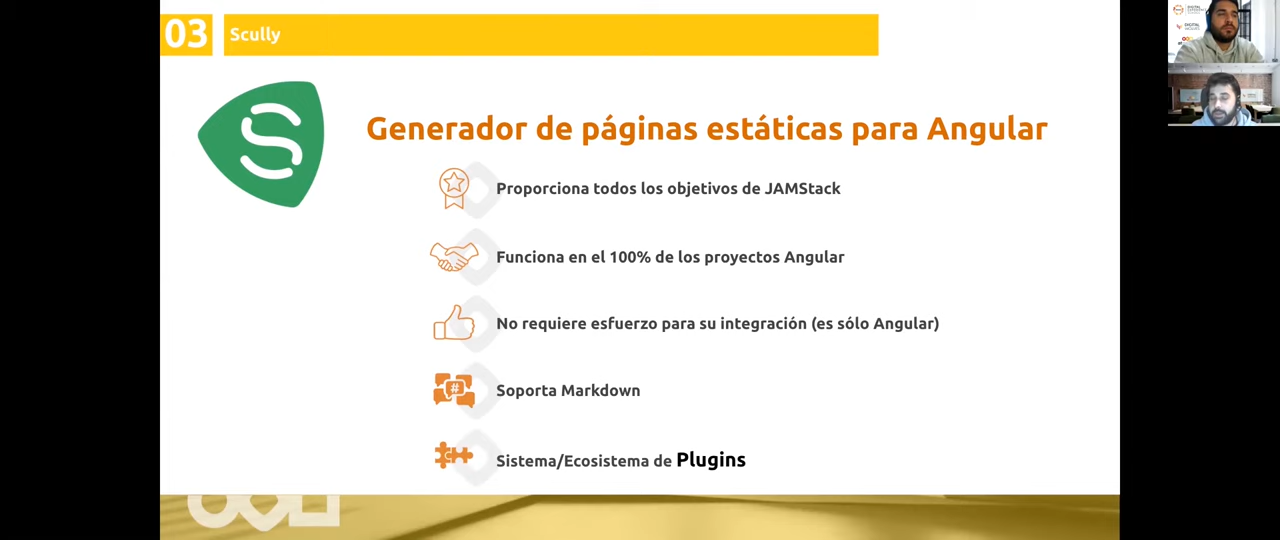 03
Scully
S
Generador de páginas estáticas para Angular
Proporciona todos los objetivos de JAMStack
Funciona en el 100% de los proyectos Angular
No requiere esfuerzo para su integración (es sólo Angular)
#
Soporta Markdown
Sistema/Ecosistema de Plugins